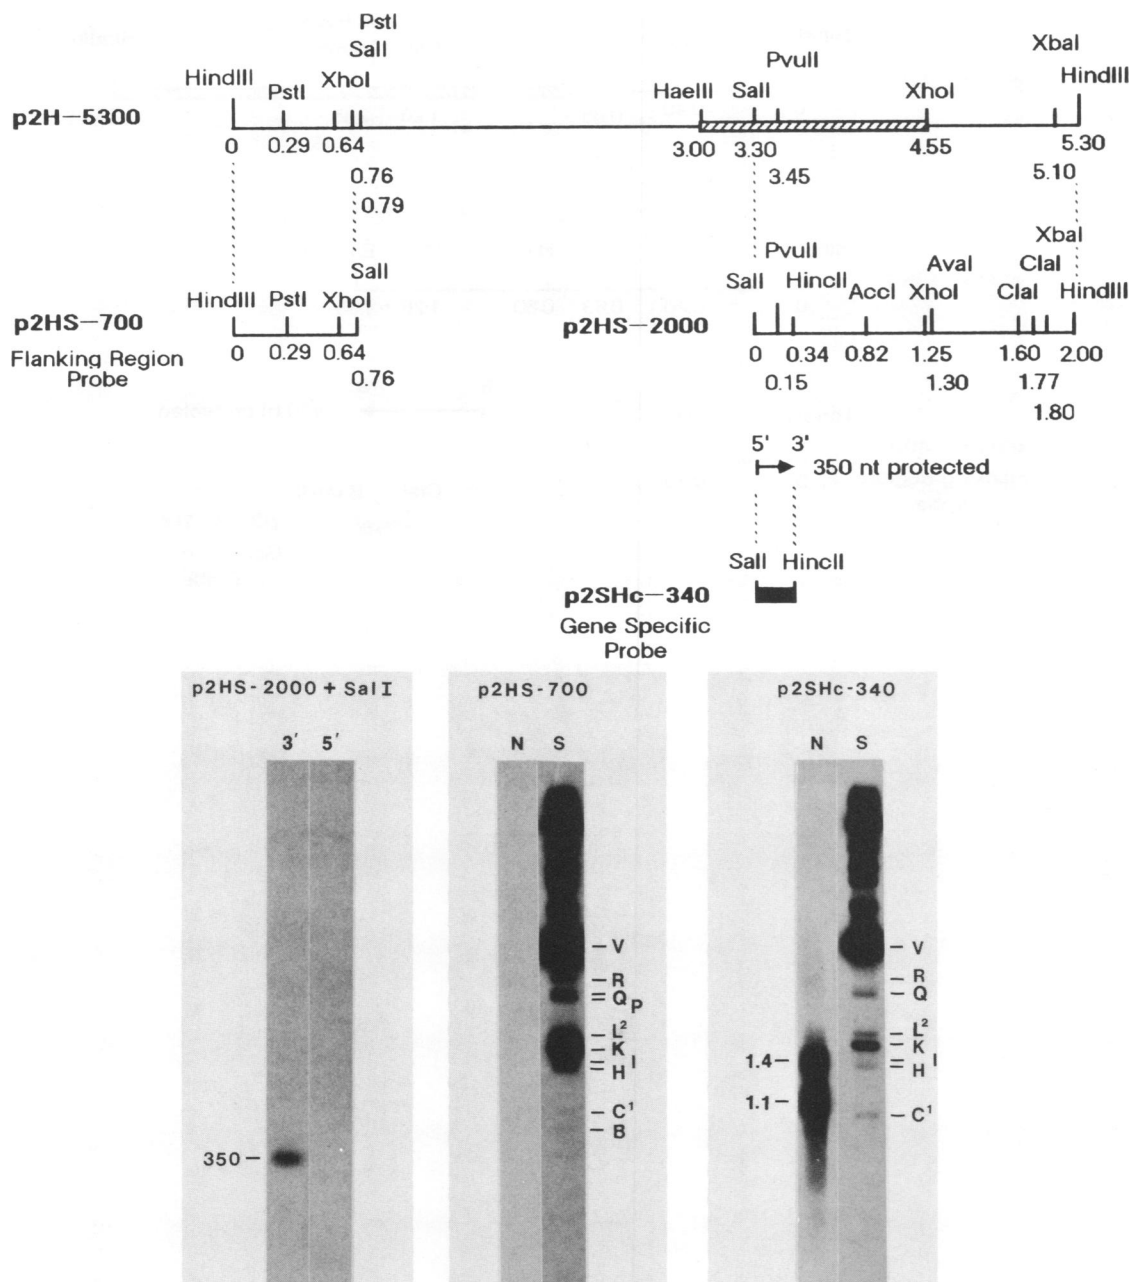 PstI
SalI
HindIII PstI XhoI
p2H—5300
0 0.29 0.64
0.76
0.79
PvuII
HaeIII SalI XhoI
XbaI
HindIII
3.00 3.30 4.55 5.30
3.45 5.10
SalI
HindIII PstI XhoI
p2HS—700
0 0.29 0.64
0.76
Flanking Region
Probe
XbaI
PvuII AvaI ClaI
SalI HincII AccI XhoI ClaI HindIII
p2HS—2000
0 0.34 0.82 1.25 1.60 2.00
0.15 1.30 1.77
1.80
5' 3'
350 nt protected
SalI HincII
p2SHc—340
Gene Specific
Probe
p2HS-2000 + Sal I
3' 5'
350
p2HS-700
N S
V
R
Q
P
L²
K
I
H
C¹
B
p2SHc-340
N S
V
R
Q
L²
K
I
H
C¹
1.4
1.1